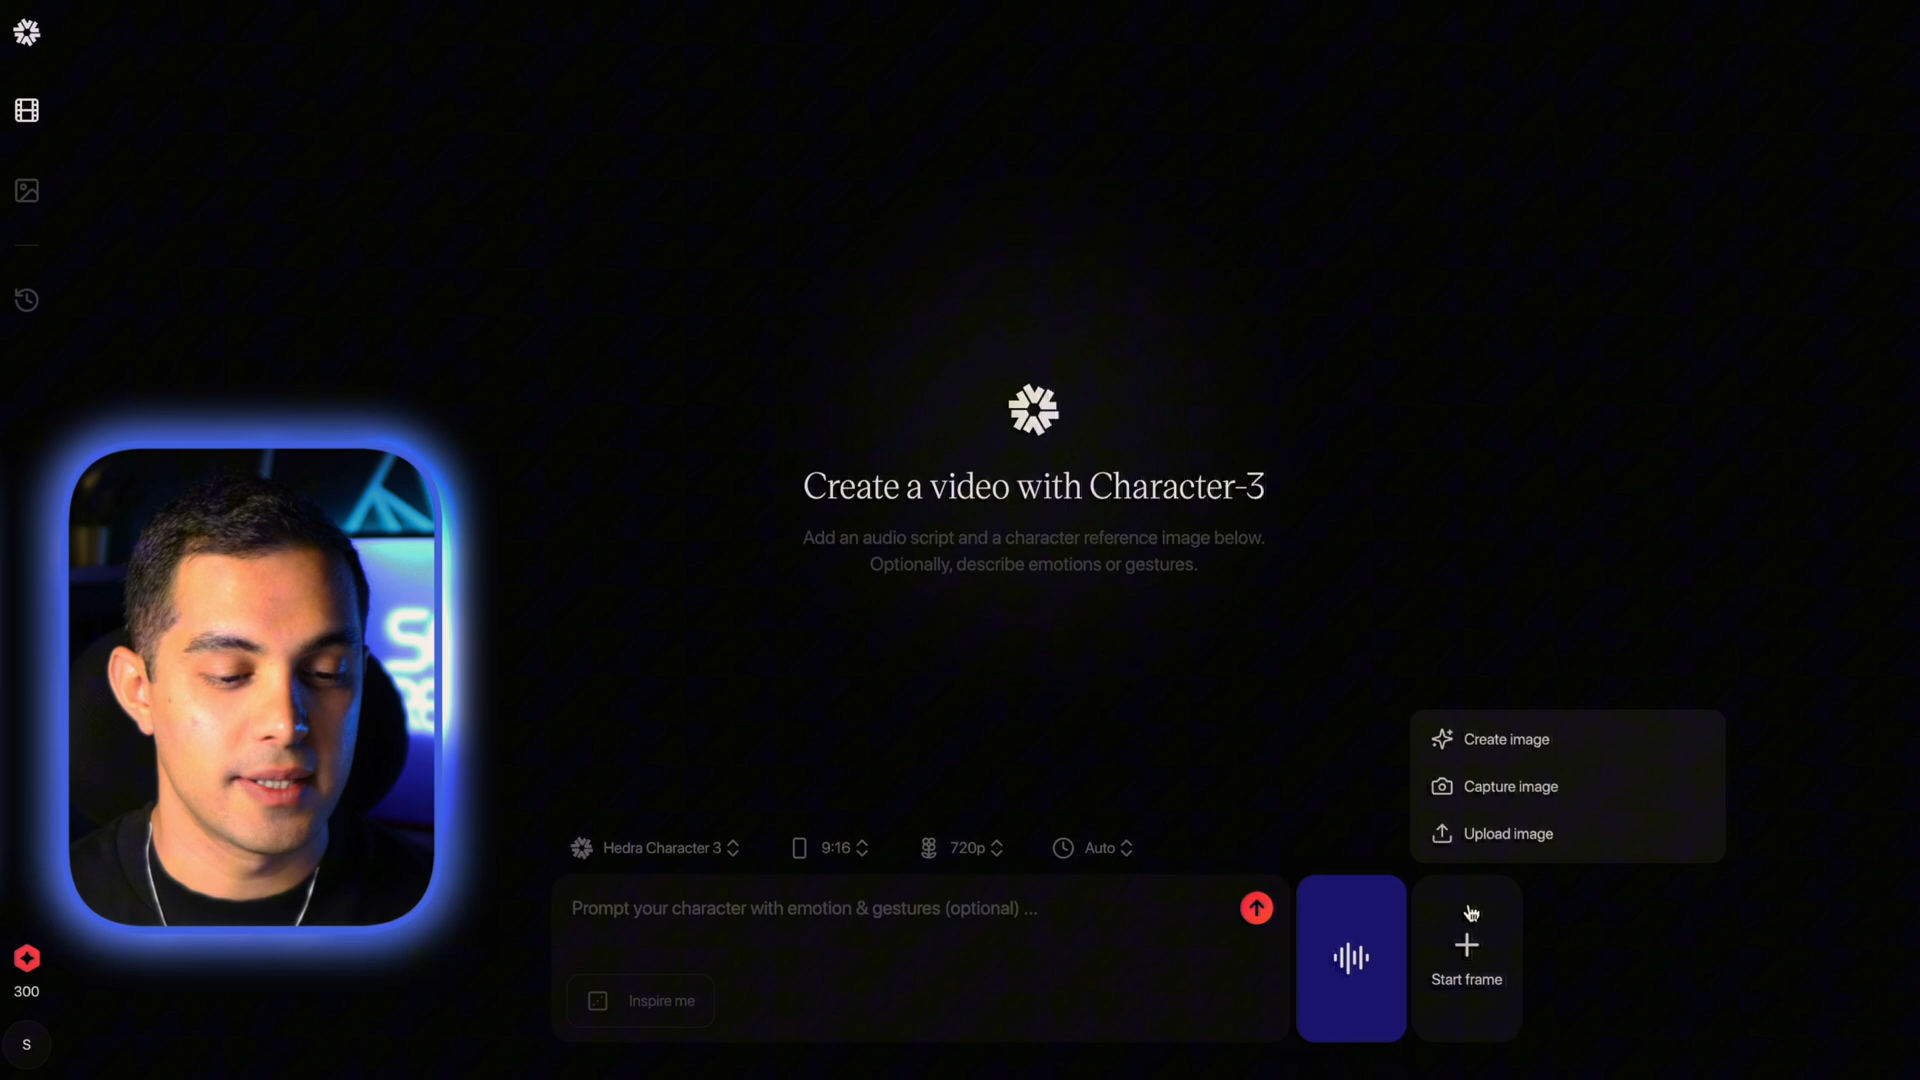 Create a video with Character-3
Add an audio script and a character reference image below.
Optionally, describe emotions or gestures.
Create image
Capture image
Upload image
Hedra Character 3
9:16
720p
Auto
Prompt your character with emotion & gestures (optional) ...
Start frame
Inspire me
300
S